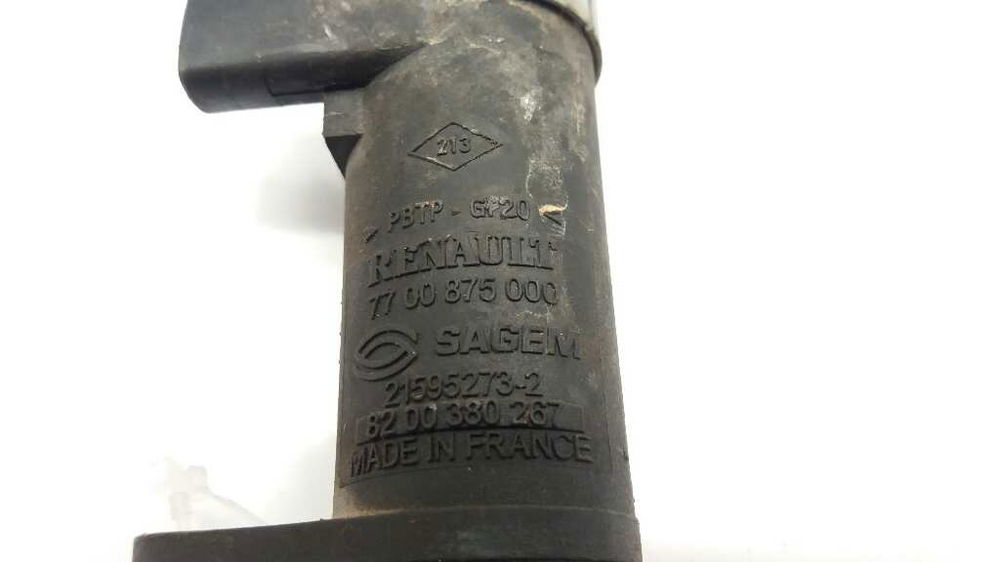 213
> PBTP - GF20 <
RENAULT
77 00 875 000
SAGEM
21595273-2
82 00 380 267
MADE IN FRANCE